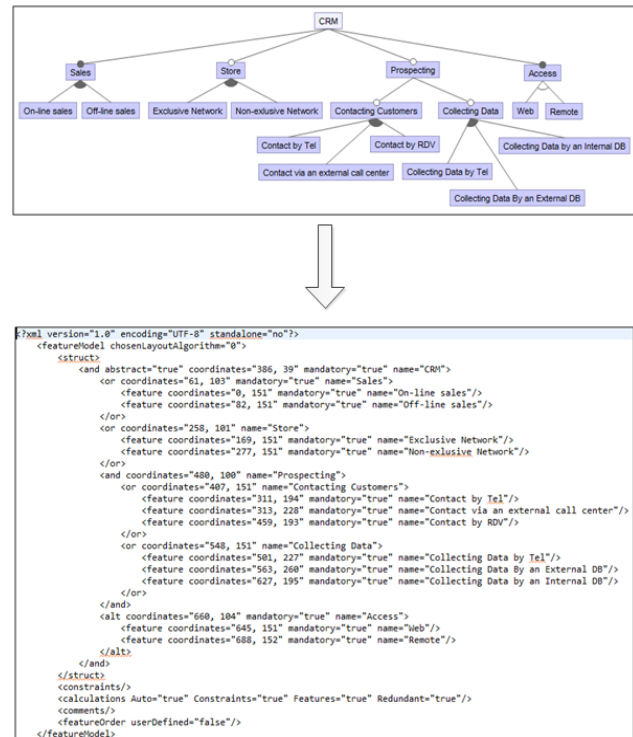 CRM
Sales Store Prospecting Access
On-line sales Off-line sales Exclusive Network Non-exlusive Network Contacting Customers Collecting Data Web Remote
Contact by Tel Contact by RDV Collecting Data by an Internal DB
Contact via an external call center Collecting Data by Tel
Collecting Data By an External DB
<?xml version="1.0" encoding="UTF-8" standalone="no"?>
<featureModel chosenLayoutAlgorithm="0">
<struct>
<and abstract="true" coordinates="386, 39" mandatory="true" name="CRM">
<or coordinates="61, 103" mandatory="true" name="Sales">
<feature coordinates="0, 151" mandatory="true" name="On-line sales"/>
<feature coordinates="82, 151" mandatory="true" name="Off-line sales"/>
</or>
<or coordinates="258, 101" name="Store">
<feature coordinates="169, 151" mandatory="true" name="Exclusive Network"/>
<feature coordinates="277, 151" mandatory="true" name="Non-exlusive Network"/>
</or>
<and coordinates="480, 100" name="Prospecting">
<or coordinates="407, 151" name="Contacting Customers">
<feature coordinates="311, 194" mandatory="true" name="Contact by Tel"/>
<feature coordinates="313, 228" mandatory="true" name="Contact via an external call center"/>
<feature coordinates="459, 193" mandatory="true" name="Contact by RDV"/>
</or>
<or coordinates="548, 151" name="Collecting Data">
<feature coordinates="501, 227" mandatory="true" name="Collecting Data by Tel"/>
<feature coordinates="563, 260" mandatory="true" name="Collecting Data By an External DB"/>
<feature coordinates="627, 195" mandatory="true" name="Collecting Data by an Internal DB"/>
</or>
</and>
<alt coordinates="660, 104" mandatory="true" name="Access">
<feature coordinates="645, 151" mandatory="true" name="Web"/>
<feature coordinates="688, 152" mandatory="true" name="Remote"/>
</alt>
</and>
</struct>
<constraints/>
<calculations Auto="true" Constraints="true" Features="true" Redundant="true"/>
<comments/>
<featureOrder userDefined="false"/>
</featureModel>